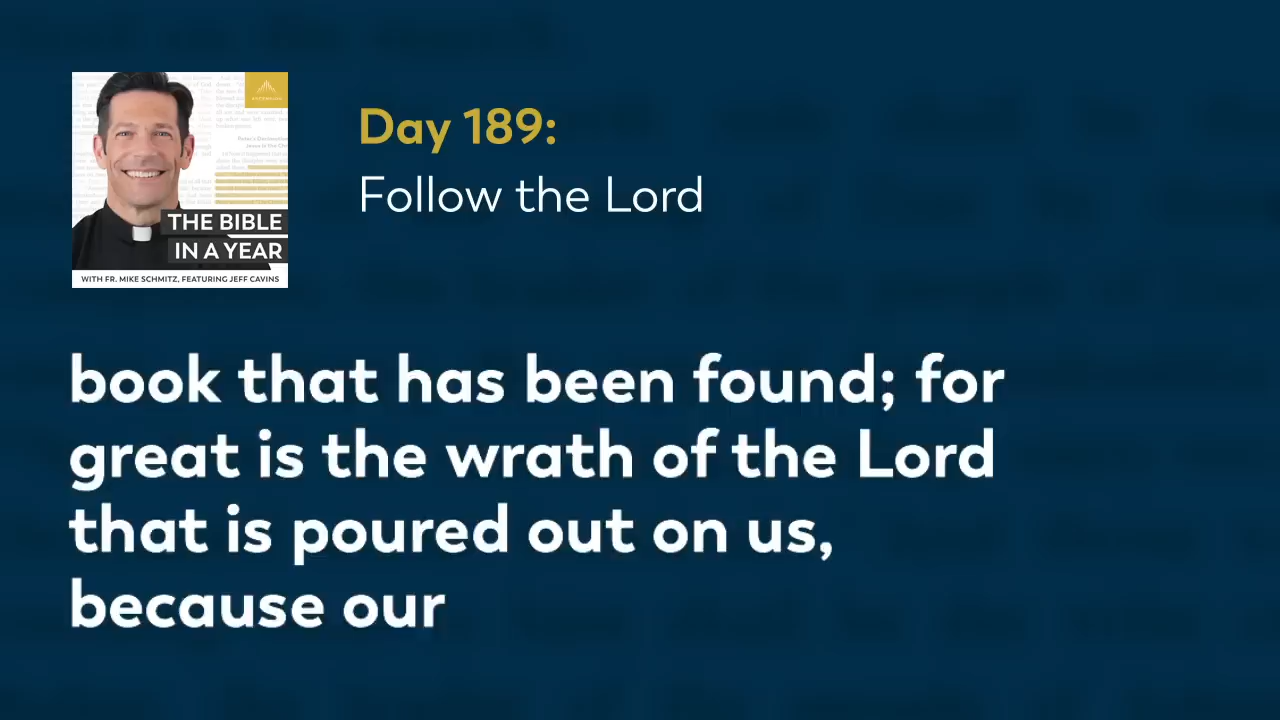 Day 189:
Follow the Lord
THE BIBLE
IN A YEAR
WITH FR. MIKE SCHMITZ, FEATURING JEFF CAVINS
book that has been found; for
great is the wrath of the Lord
that is poured out on us,
because our